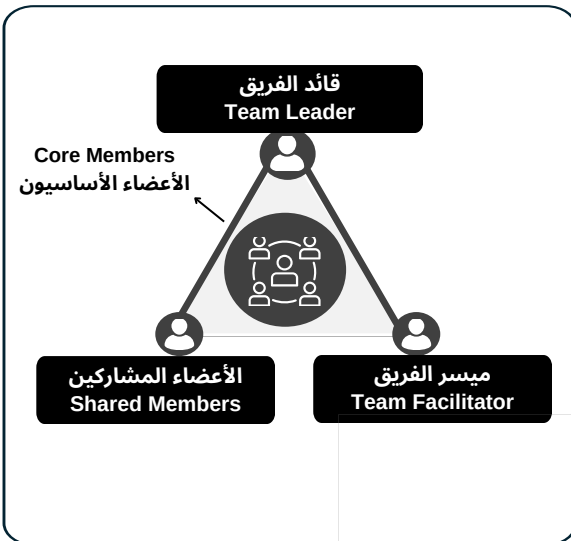 قائد الفريق
Team Leader
Core Members
الأعضاء الأساسيون
الأعضاء المشاركين
Shared Members
ميسر الفريق
Team Facilitator